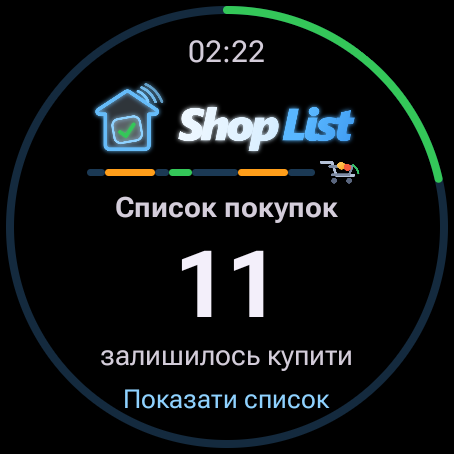 02:22
Shop List
Список покупок
11
залишилось купити
Показати список